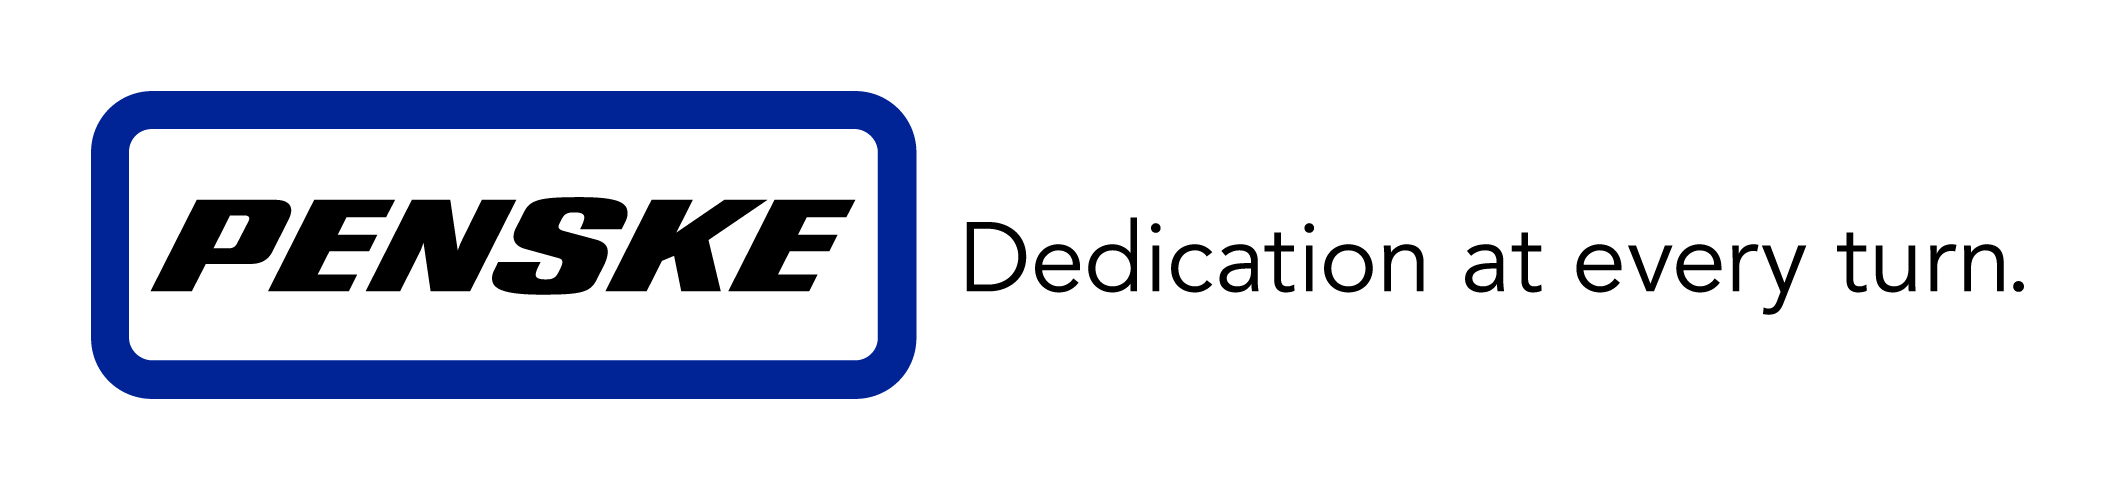 PENSKE Dedication at every turn.